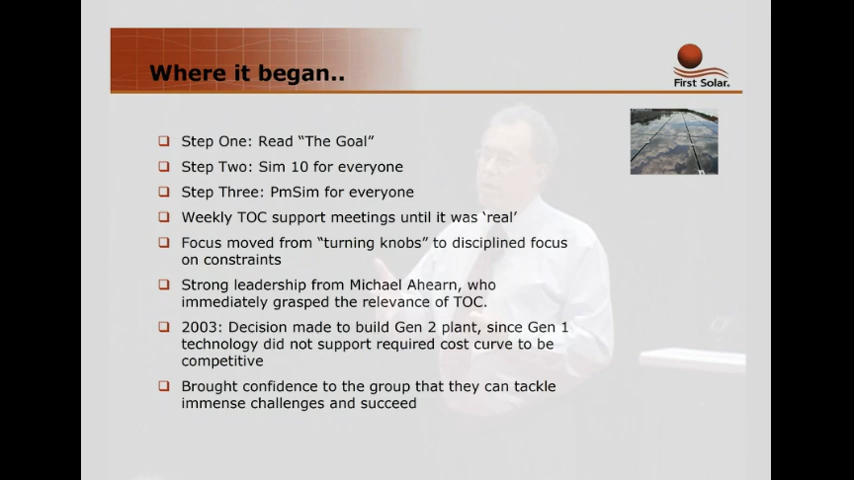 Where it began..
First Solar.
Step One: Read “The Goal”
Step Two: Sim 10 for everyone
Step Three: PmSim for everyone
Weekly TOC support meetings until it was ‘real’
Focus moved from “turning knobs” to disciplined focus
on constraints
Strong leadership from Michael Ahearn, who
immediately grasped the relevance of TOC.
2003: Decision made to build Gen 2 plant, since Gen 1
technology did not support required cost curve to be
competitive
Brought confidence to the group that they can tackle
immense challenges and succeed